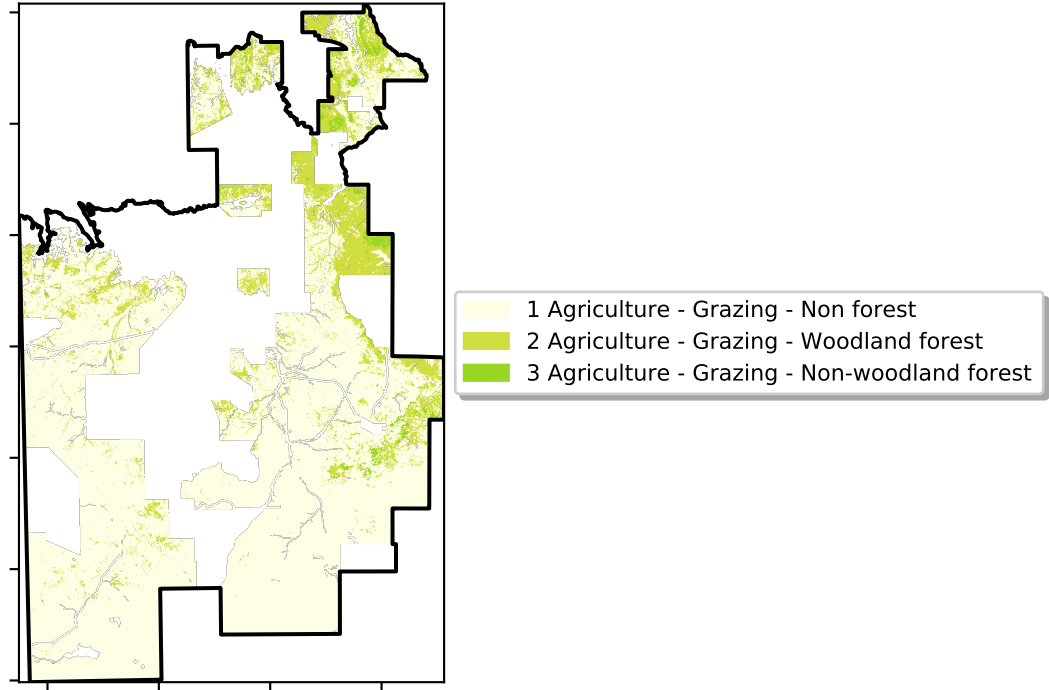 1 Agriculture - Grazing - Non forest
2 Agriculture - Grazing - Woodland forest
3 Agriculture - Grazing - Non-woodland forest